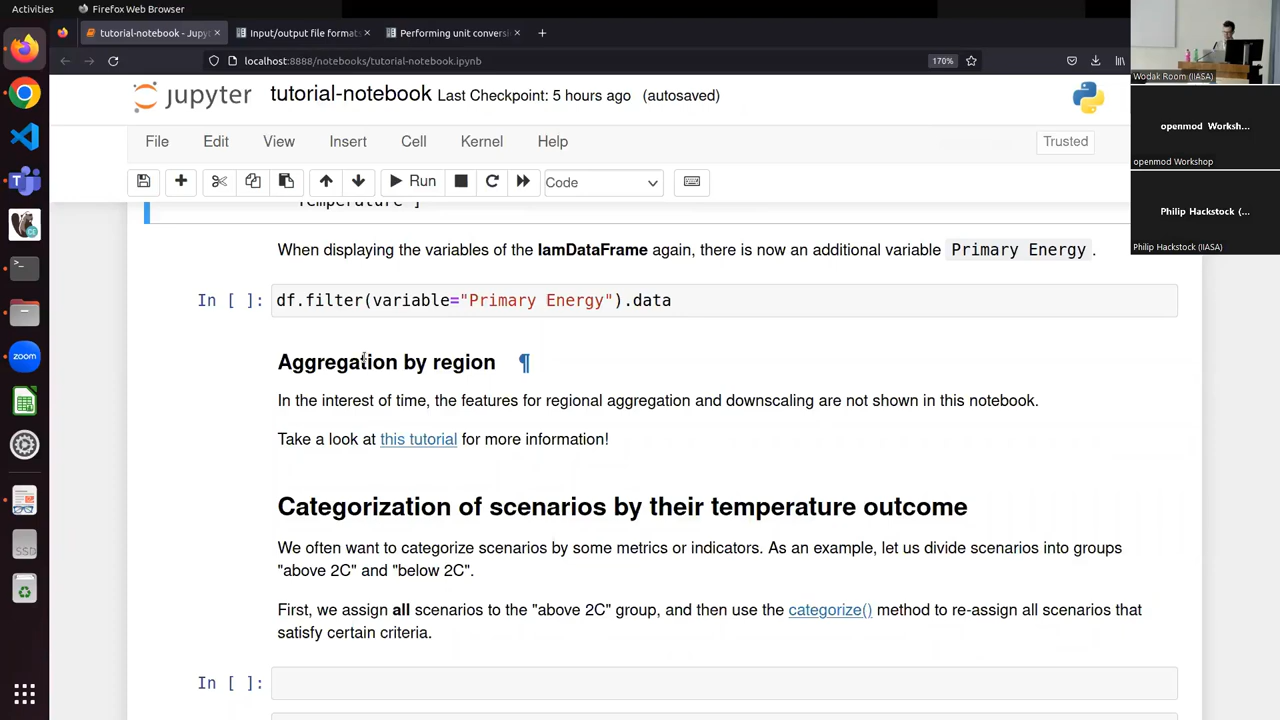 Activities
Firefox Web Browser
tutorial-notebook - Jupy
Input/output file formats
Performing unit conversi
localhost:8888/notebooks/tutorial-notebook.ipynb
170%
jupyter
tutorial-notebook Last Checkpoint: 5 hours ago (autosaved)
File Edit View Insert Cell Kernel Help
Trusted
Run
Code
'Temperature']
When displaying the variables of the IamDataFrame again, there is now an additional variable Primary Energy .
In [ ]: df.filter(variable="Primary Energy").data
Aggregation by region ¶
In the interest of time, the features for regional aggregation and downscaling are not shown in this notebook.
Take a look at this tutorial for more information!
Categorization of scenarios by their temperature outcome
We often want to categorize scenarios by some metrics or indicators. As an example, let us divide scenarios into groups
"above 2C" and "below 2C".
First, we assign all scenarios to the "above 2C" group, and then use the categorize() method to re-assign all scenarios that
satisfy certain criteria.
In [ ]:
Wodak Room (IIASA)
openmod Worksh...
openmod Workshop
Philip Hackstock (...
Philip Hackstock (IIASA)
zoom
SSD